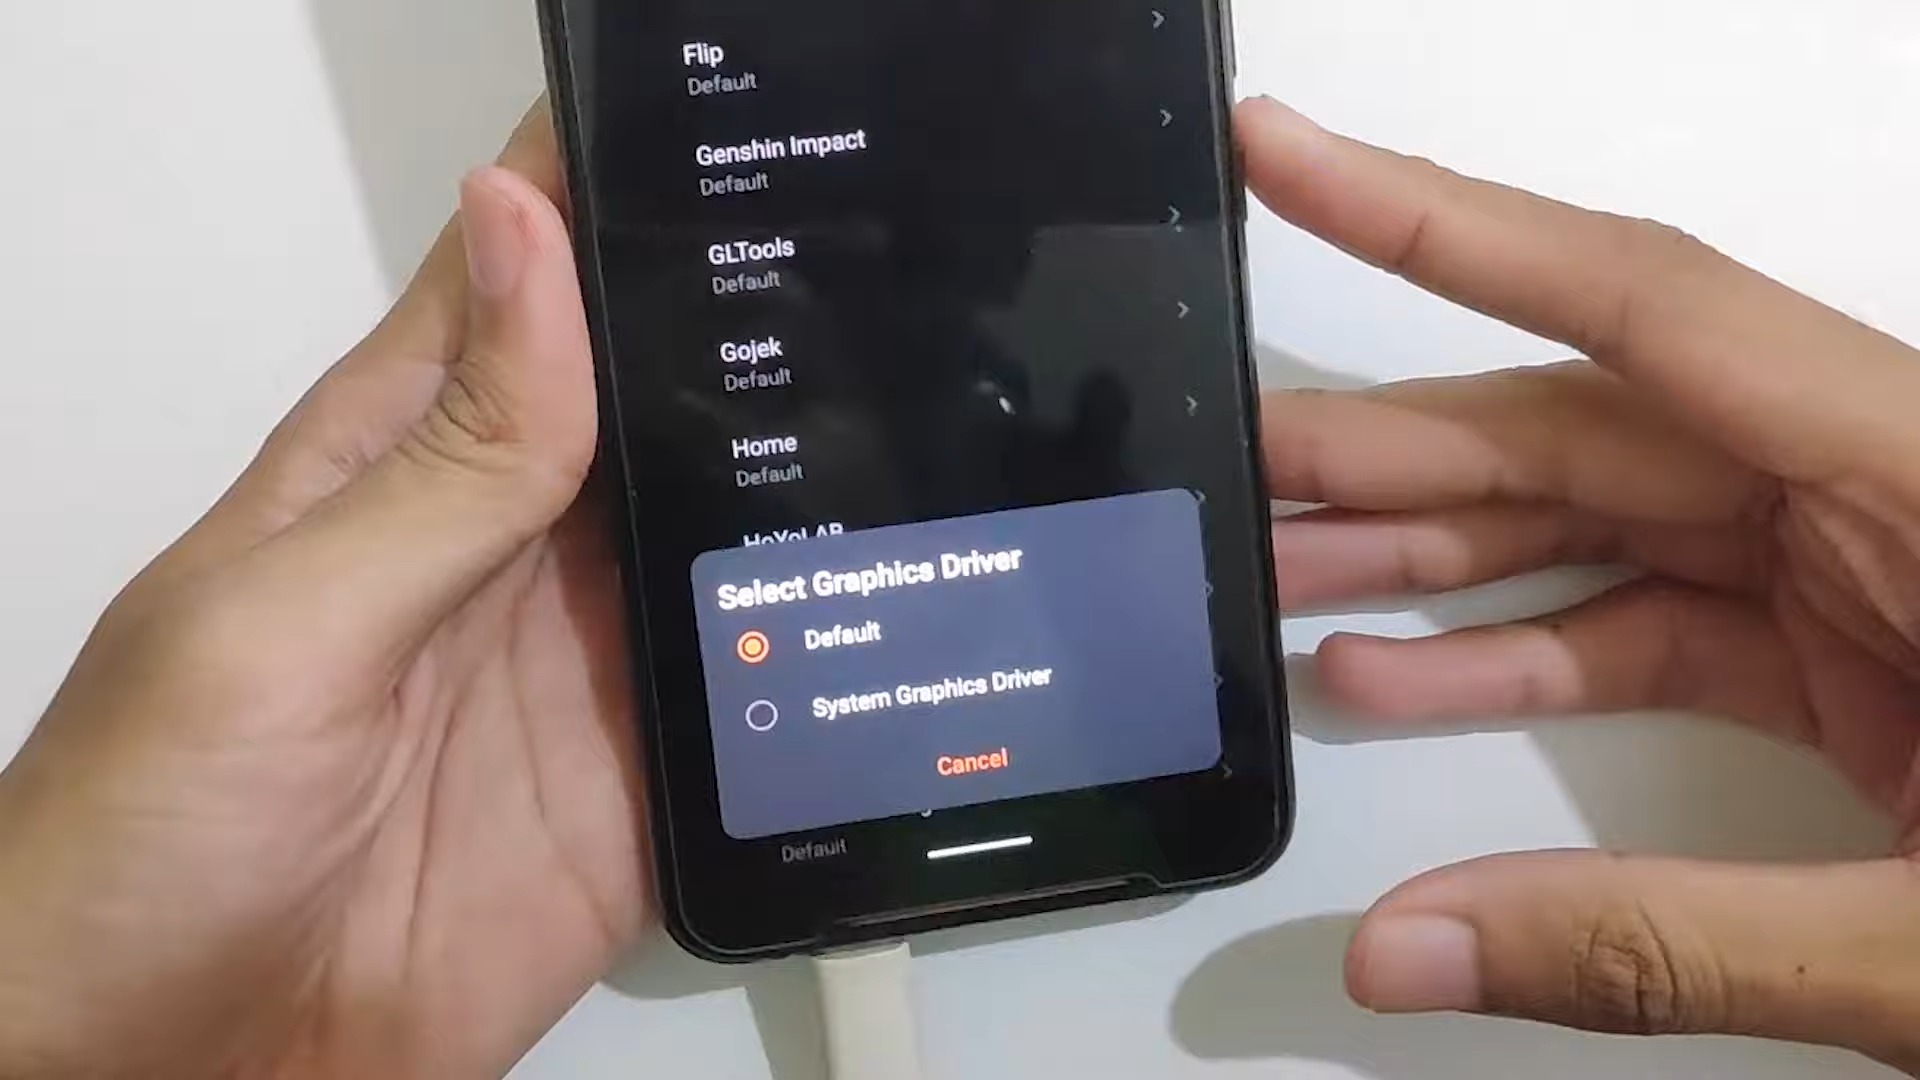 Flip
Default
Genshin Impact
Default
GLTools
Default
Gojek
Default
Home
Default
HoYoLAB
Select Graphics Driver
Default
System Graphics Driver
Cancel
Default